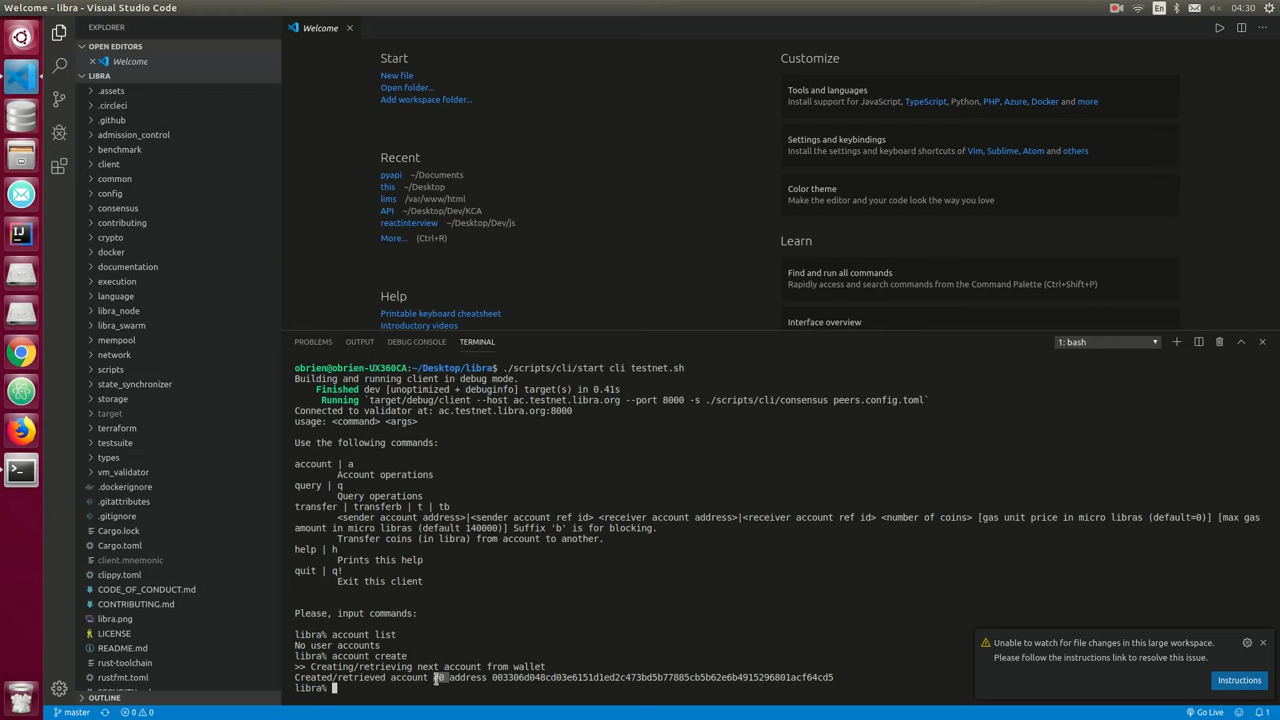 Welcome - libra - Visual Studio Code
En
04:30
EXPLORER
OPEN EDITORS
Welcome
LIBRA
.assets
.circleci
.github
admission_control
benchmark
client
common
config
consensus
contributing
crypto
docker
documentation
execution
language
libra_node
libra_swarm
mempool
network
scripts
state_synchronizer
storage
target
terraform
testsuite
types
vm_validator
.dockerignore
.gitattributes
.gitignore
Cargo.lock
Cargo.toml
client.mnemonic
clippy.toml
CODE_OF_CONDUCT.md
CONTRIBUTING.md
libra.png
LICENSE
README.md
rust-toolchain
rustfmt.toml
OUTLINE
Welcome
Start
New file
Open folder...
Add workspace folder...
Recent
pyapi ~/Documents
this ~/Desktop
lims /var/www/html
API ~/Desktop/Dev/KCA
reactinterview ~/Desktop/Dev/js
More... (Ctrl+R)
Help
Printable keyboard cheatsheet
Introductory videos
Customize
Tools and languages
Install support for JavaScript, TypeScript, Python, PHP, Azure, Docker and more
Settings and keybindings
Install the settings and keyboard shortcuts of Vim, Sublime, Atom and others
Color theme
Make the editor and your code look the way you love
Learn
Find and run all commands
Rapidly access and search commands from the Command Palette (Ctrl+Shift+P)
Interface overview
PROBLEMS OUTPUT DEBUG CONSOLE TERMINAL
1: bash
obrien@obrien-UX360CA:~/Desktop/libra$ ./scripts/cli/start cli testnet.sh
Building and running client in debug mode.
Finished dev [unoptimized + debuginfo] target(s) in 0.41s
Running `target/debug/client --host ac.testnet.libra.org --port 8000 -s ./scripts/cli/consensus peers.config.toml`
Connected to validator at: ac.testnet.libra.org:8000
usage: <command> <args>
Use the following commands:
account | a
Account operations
query | q
Query operations
transfer | transferb | t | tb
<sender account address>|<sender account ref id> <receiver account address>|<receiver account ref id> <number of coins> [gas unit price in micro libras (default=0)] [max gas
amount in micro libras (default 140000)] Suffix 'b' is for blocking.
Transfer coins (in libra) from account to another.
help | h
Prints this help
quit | q!
Exit this client
Please, input commands:
libra% account list
No user accounts
libra% account create
>> Creating/retrieving next account from wallet
Created/retrieved account #0 address 003306d048cd03e6151d1ed2c473bd5b77885cb5b62e6b4915296801acf64cd5
libra%
Unable to watch for file changes in this large workspace.
Please follow the instructions link to resolve this issue.
Instructions
master
0 0
Go Live
1